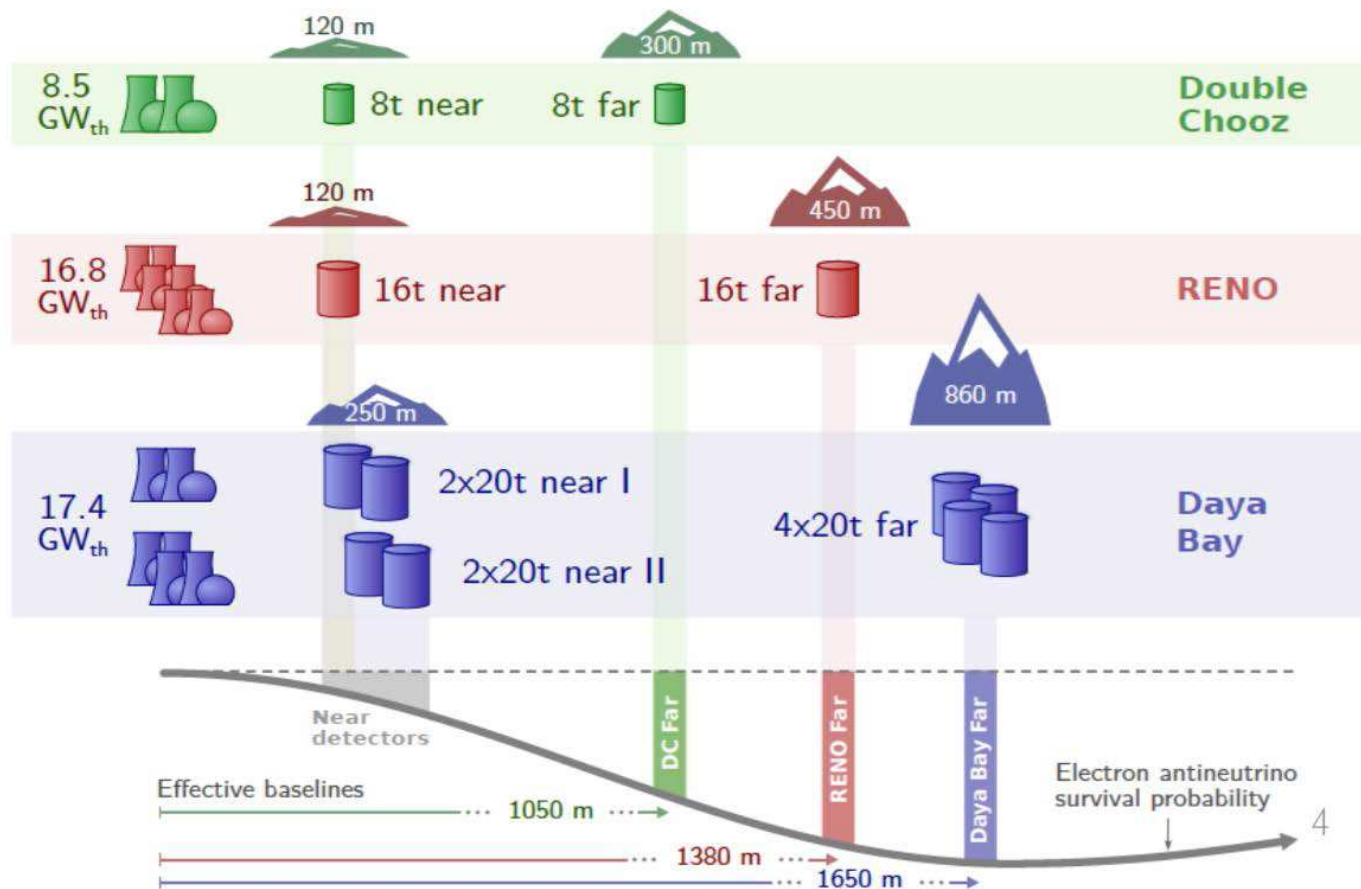 120 m
300 m
8.5
GWth
8t near
8t far
Double
Chooz
120 m
450 m
16.8
GWth
16t near
16t far
RENO
250 m
860 m
17.4
GWth
2x20t near I
2x20t near II
4x20t far
Daya
Bay
Near
detectors
DC Far
RENO Far
Daya Bay Far
Effective baselines
Electron antineutrino
survival probability
1050 m
1380 m
1650 m
4